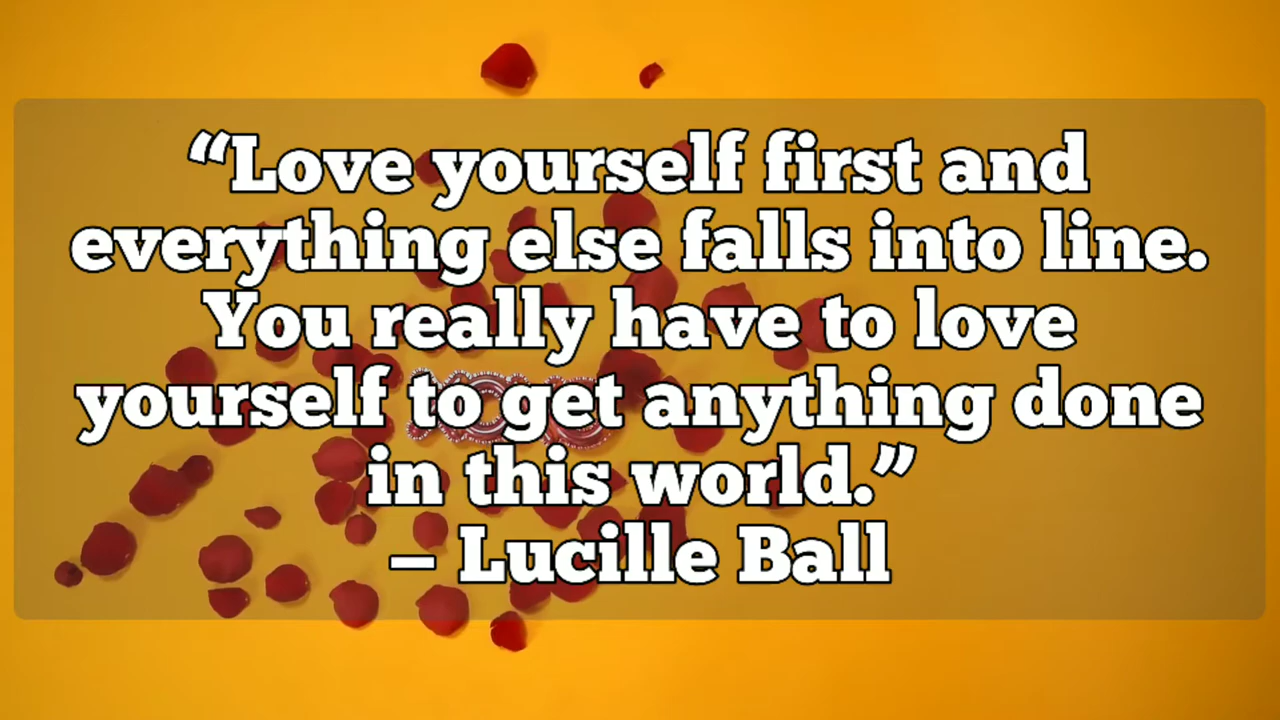 “Love yourself first and
everything else falls into line.
You really have to love
yourself to get anything done
in this world.”
– Lucille Ball